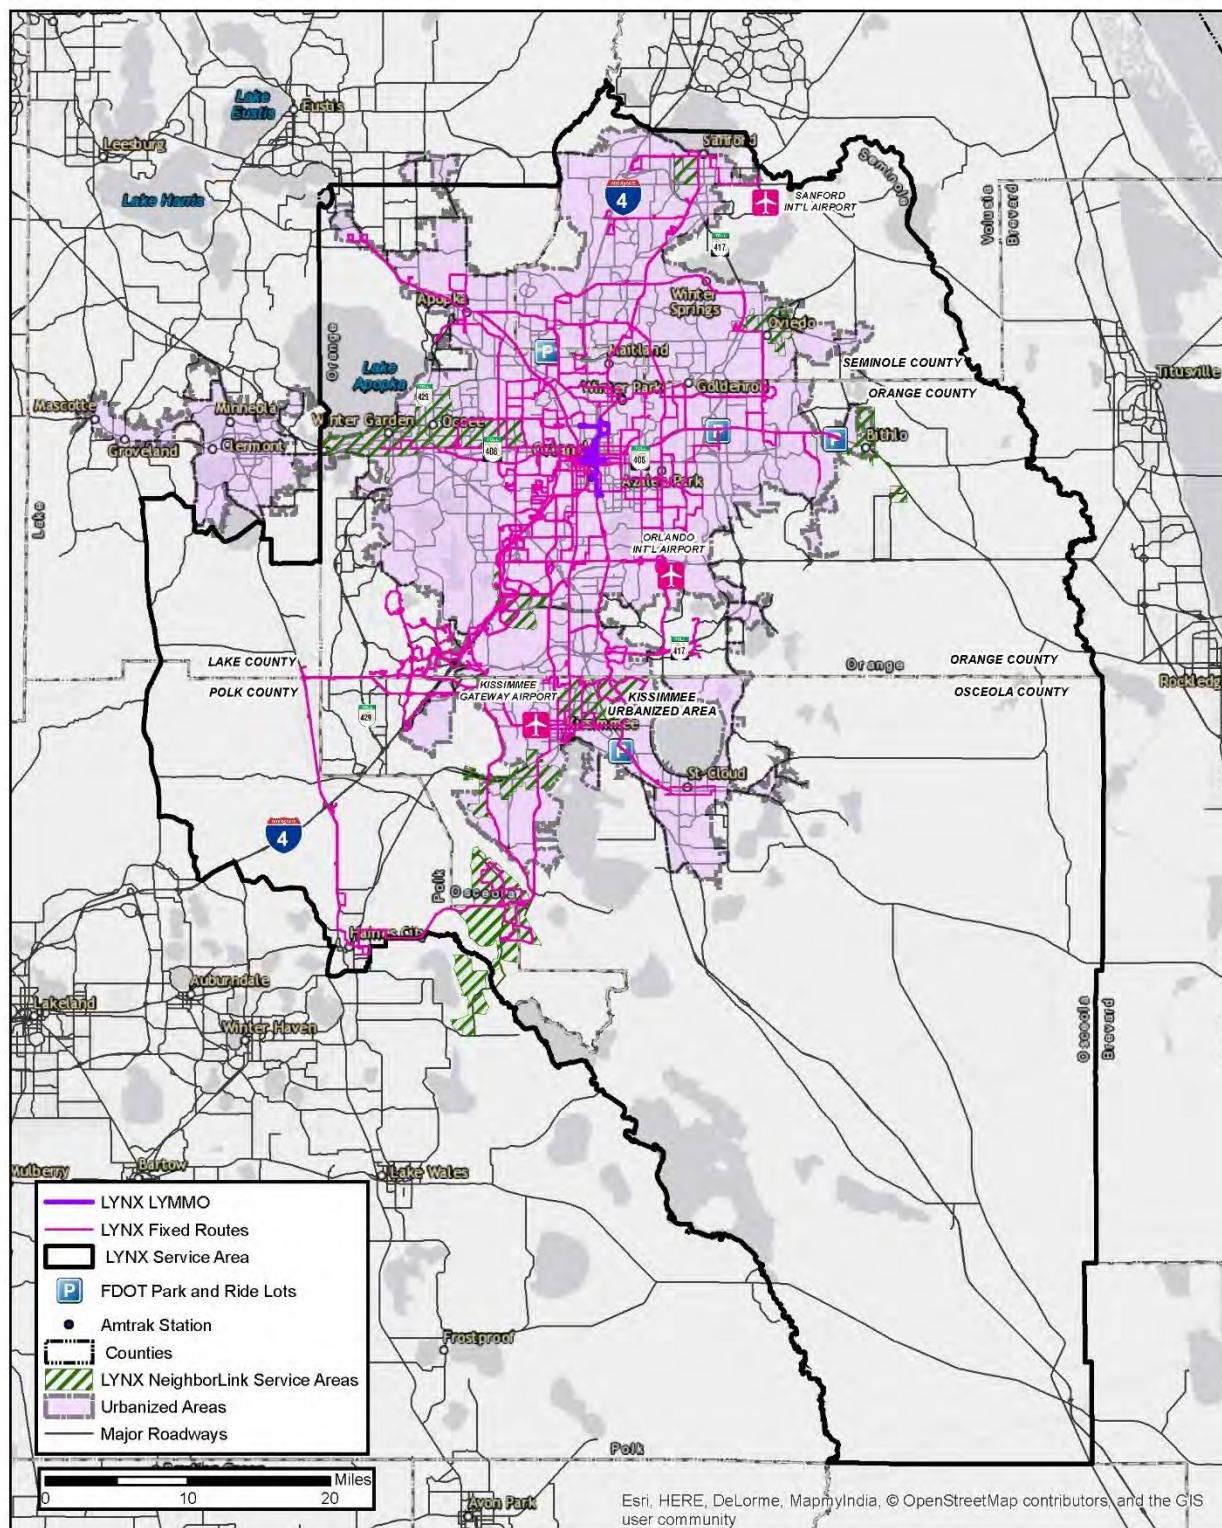 Lake
Eustis
Eustis
Leesburg
Sanford
Seminole
Lake Harris
4
SANFORD
INT'L AIRPORT
TOLL
417
Volusia
Brevard
Winter
Springs
Apopka
Oviedo
Orange
P
Maitland
SEMINOLE COUNTY
Lake
Apopka
Winter Park
Goldenrod
ORANGE COUNTY
Titusville
TOLL
429
Mascotte
Minneola
Winter Garden
Ocoee
P
P
Bithlo
Groveland
Clermont
TOLL
408
TOLL
408
Park
Lake
ORLANDO
INT'L AIRPORT
TOLL
417
LAKE COUNTY
Orange
ORANGE COUNTY
POLK COUNTY
KISSIMMEE
GATEWAY AIRPORT
KISSIMMEE
URBANIZED AREA
OSCEOLA COUNTY
TOLL
429
P
St Cloud
4
Polk
Osceola
Haines City
Auburndale
Lakeland
Winter Haven
Osceola
Brevard
Mulberry
Bartow
Lake Wales
LYNX LYMMO
LYNX Fixed Routes
LYNX Service Area
P FDOT Park and Ride Lots
Amtrak Station
Counties
LYNX NeighborLink Service Areas
Urbanized Areas
Major Roadways
Frostproof
Polk
Miles
0 10 20
Avon Park
Esri, HERE, DeLorme, MapmyIndia, © OpenStreetMap contributors, and the GIS
user community